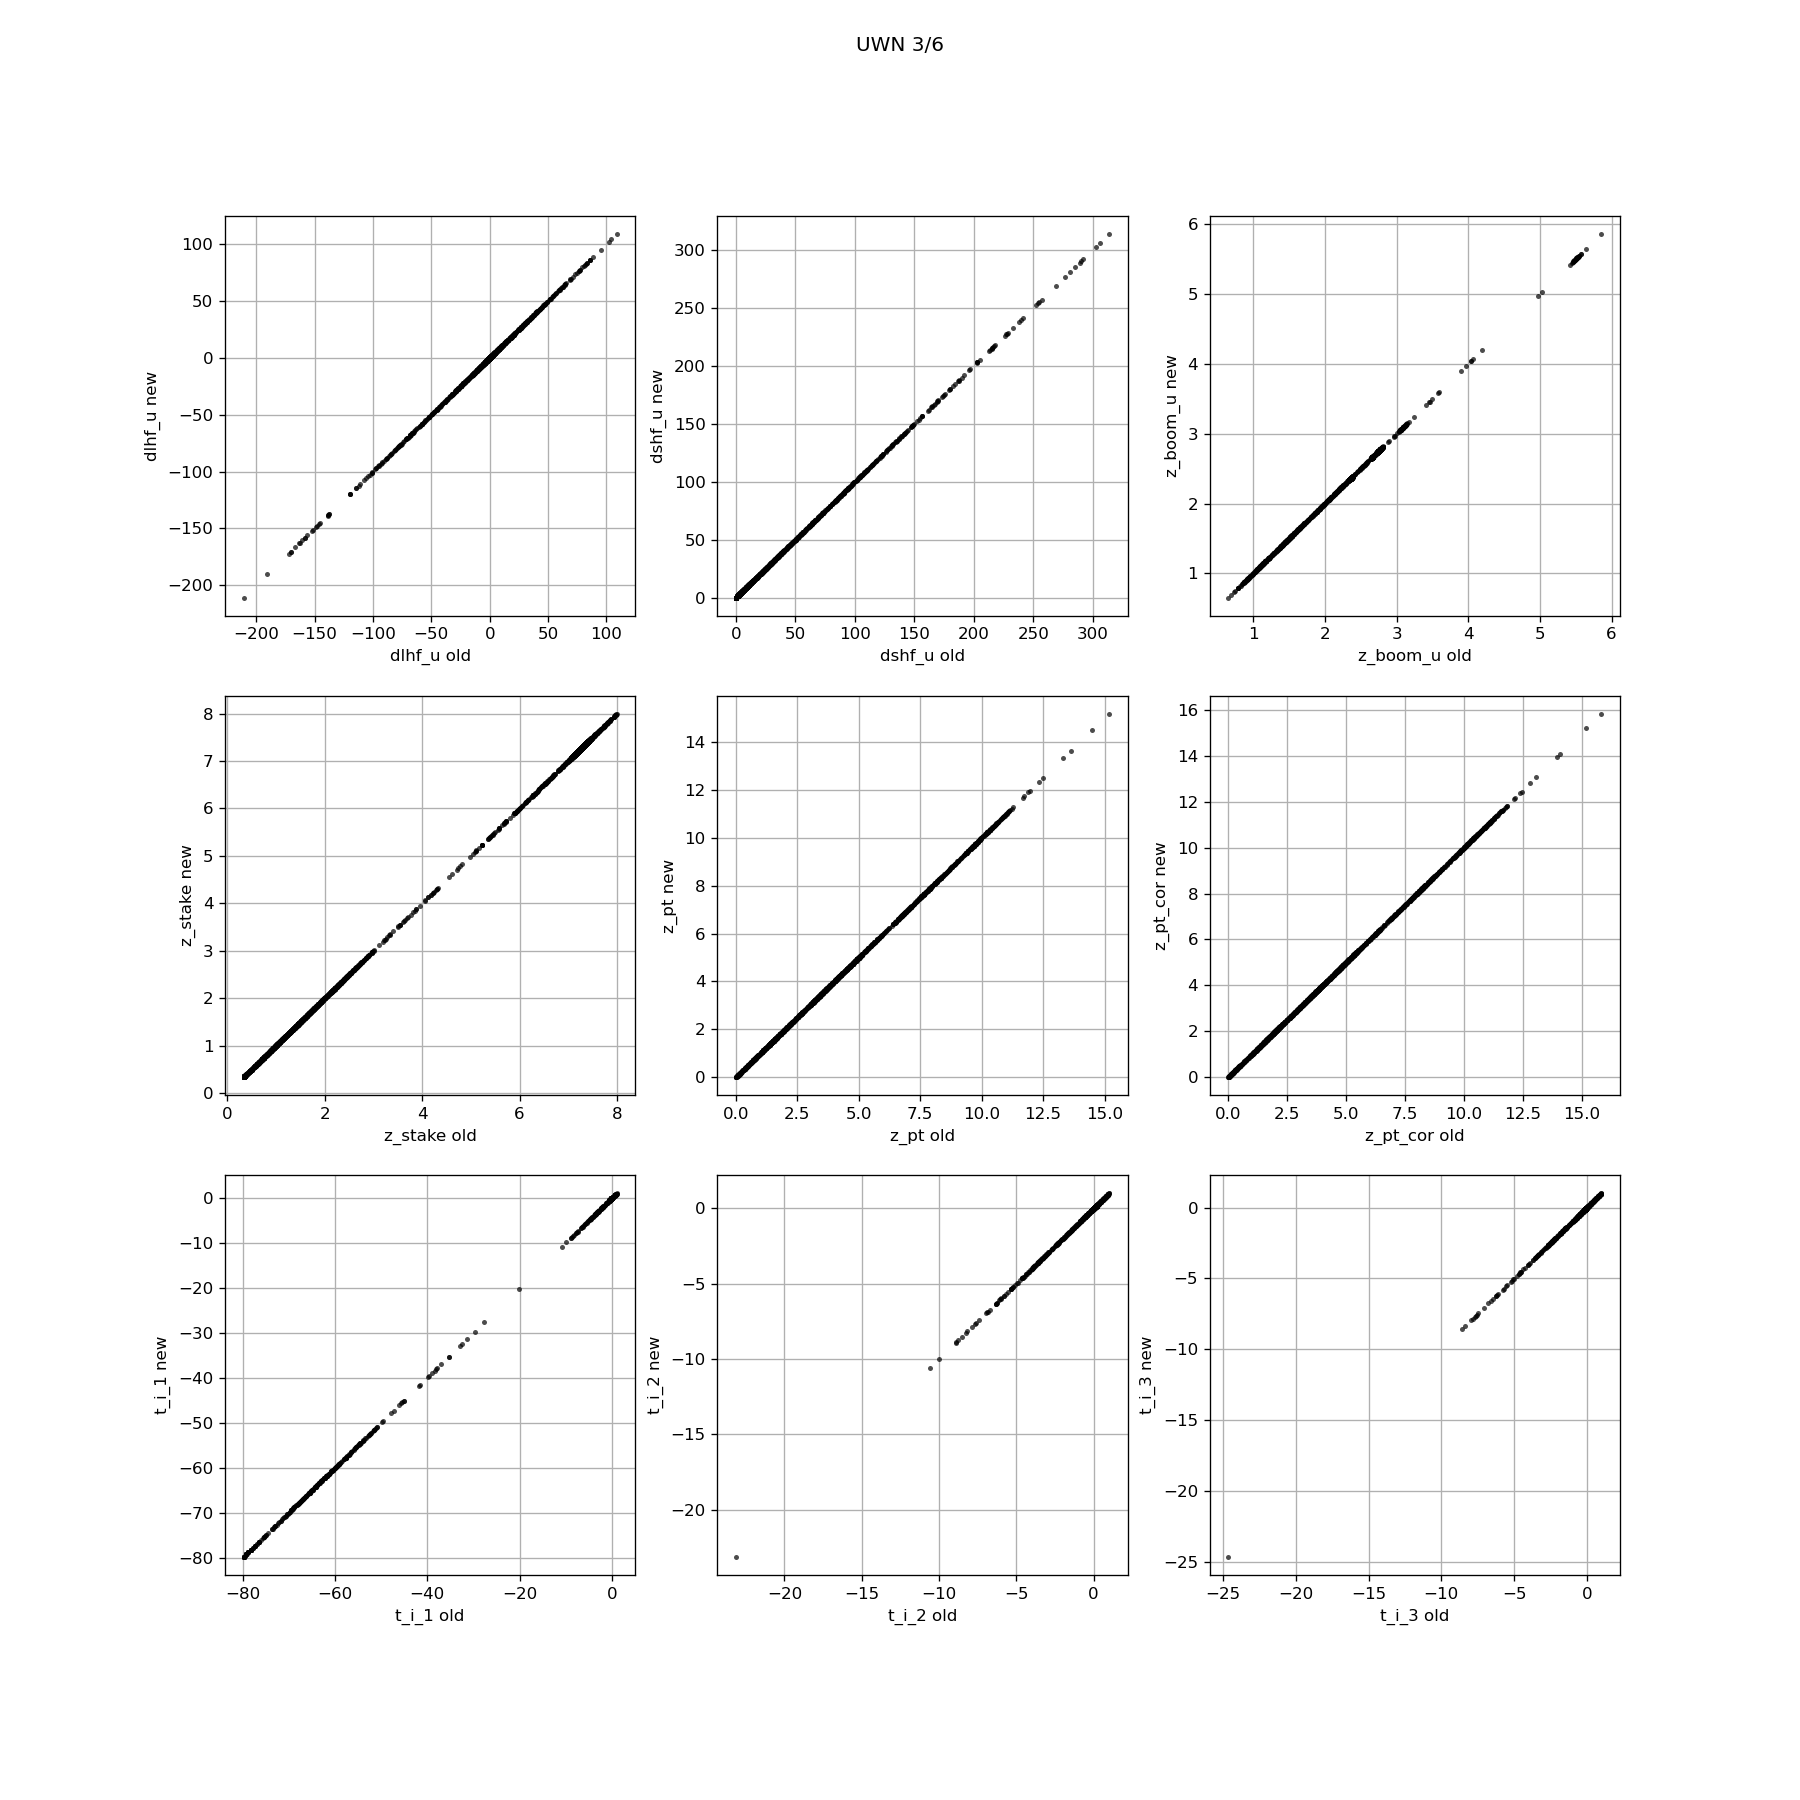 UWN 3/6
100
50
0
−50
−100
−150
−200
dlhf_u new
−200 −150 −100 −50 0 50 100
dlhf_u old
300
250
200
150
100
50
0
dshf_u new
0 50 100 150 200 250 300
dshf_u old
6
5
4
3
2
1
z_boom_u new
1 2 3 4 5 6
z_boom_u old
8
7
6
5
4
3
2
1
0
z_stake new
0 2 4 6 8
z_stake old
14
12
10
8
6
4
2
0
z_pt new
0.0 2.5 5.0 7.5 10.0 12.5 15.0
z_pt old
16
14
12
10
8
6
4
2
0
z_pt_cor new
0.0 2.5 5.0 7.5 10.0 12.5 15.0
z_pt_cor old
0
−10
−20
−30
−40
−50
−60
−70
−80
t_i_1 new
−80 −60 −40 −20 0
t_i_1 old
0
−5
−10
−15
−20
t_i_2 new
−20 −15 −10 −5 0
t_i_2 old
0
−5
−10
−15
−20
−25
t_i_3 new
−25 −20 −15 −10 −5 0
t_i_3 old